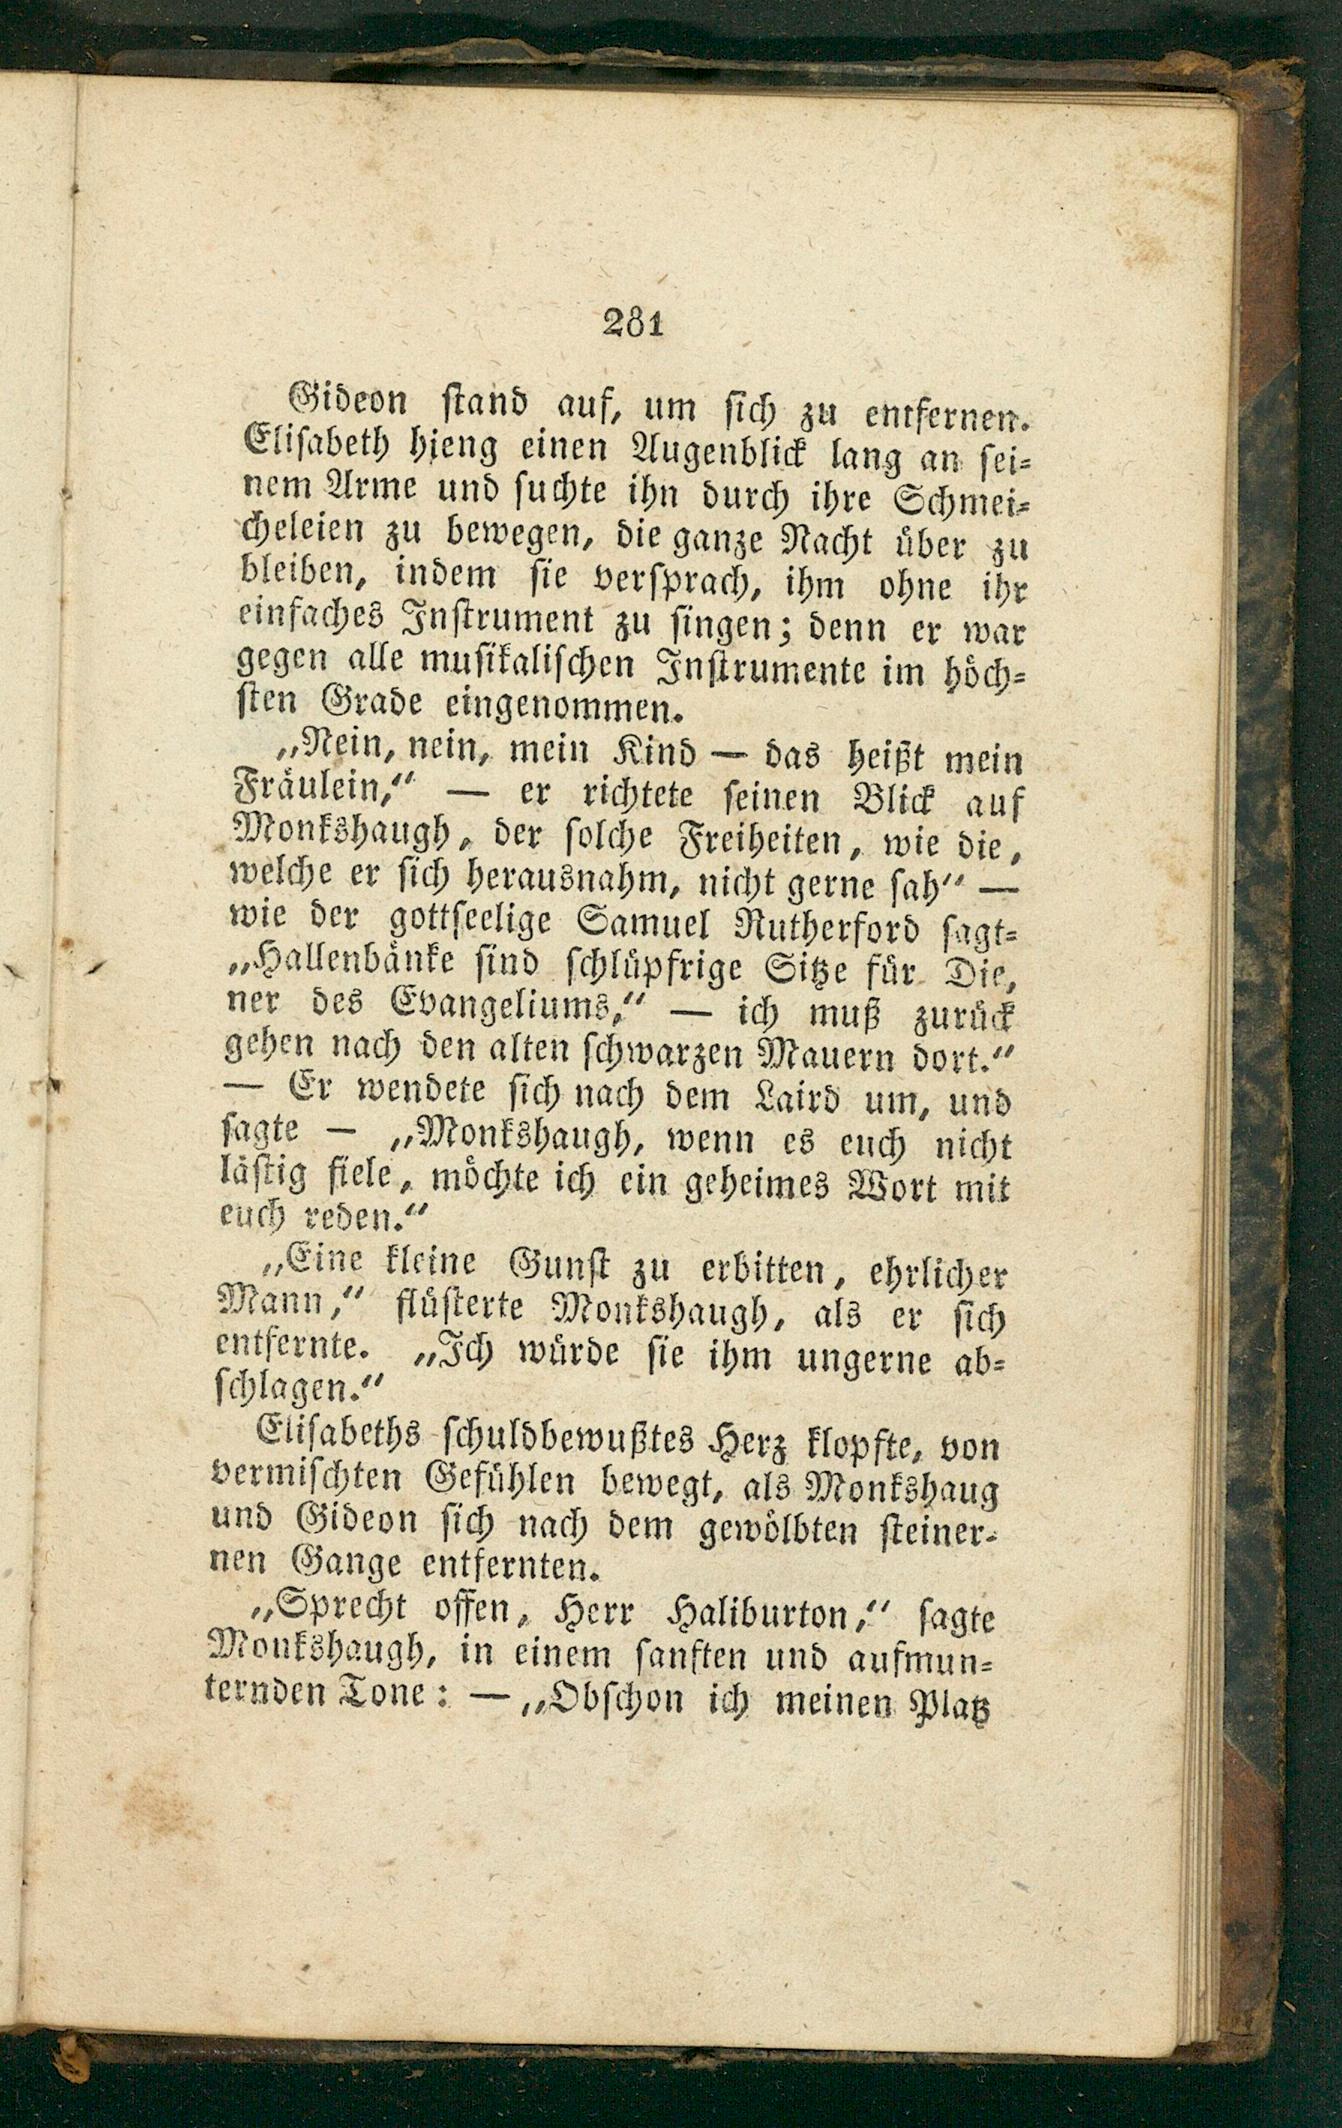 281
Gideon stand auf, um sich zu entfernen.
Elisabeth hieng einen Augenblick lang an sei-
nem Arme und suchte ihn durch ihre Schmei-
cheleien zu bewegen, die ganze Nacht über zu
bleiben, indem sie versprach, ihm ohne ihr
einfaches Instrument zu singen; denn er war
gegen alle musikalischen Instrumente im höch-
sten Grade eingenommen.
„Nein, nein, mein Kind — das heißt mein
Fräulein,“ — er richtete seinen Blick auf
Monkshaugh, der solche Freiheiten, wie die,
welche er sich herausnahm, nicht gerne sah“ —
wie der gottseelige Samuel Rutherford sagt-
„Hallenbänke sind schlüpfrige Sitze für Die,
ner des Evangeliums,“ — ich muß zurück
gehen nach den alten schwarzen Mauern dort.“
— Er wendete sich nach dem Laird um, und
sagte — „Monkshaugh, wenn es euch nicht
lästig fiele, möchte ich ein geheimes Wort mit
euch reden.“
„Eine kleine Gunst zu erbitten, ehrlicher
Mann,“ flüsterte Monkshaugh, als er sich
entfernte. „Ich würde sie ihm ungerne ab-
schlagen.“
Elisabeths schuldbewußtes Herz klopfte, von
vermischten Gefühlen bewegt, als Monkshaug
und Gideon sich nach dem gewölbten steiner-
nen Gange entfernten.
„Sprecht offen, Herr Haliburton,“ sagte
Monkshaugh, in einem sanften und aufmun-
ternden Tone: — „Obschon ich meinen Platz